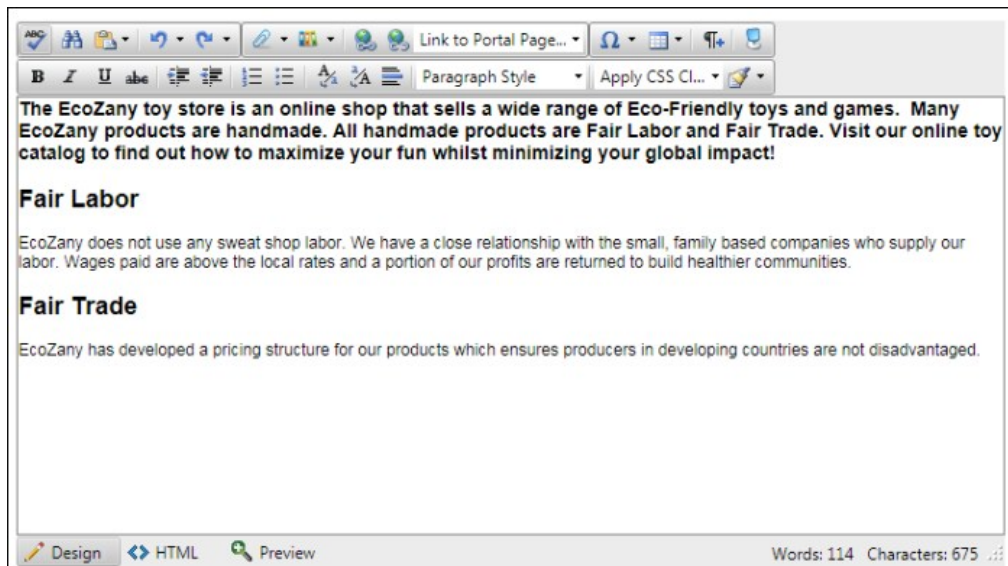 ABC Link to Portal Page... Ω
B I U abc Paragraph Style Apply CSS Cl...
The EcoZany toy store is an online shop that sells a wide range of Eco-Friendly toys and games.  Many
EcoZany products are handmade. All handmade products are Fair Labor and Fair Trade. Visit our online toy
catalog to find out how to maximize your fun whilst minimizing your global impact!
Fair Labor
EcoZany does not use any sweat shop labor. We have a close relationship with the small, family based companies who supply our
labor. Wages paid are above the local rates and a portion of our profits are returned to build healthier communities.
Fair Trade
EcoZany has developed a pricing structure for our products which ensures producers in developing countries are not disadvantaged.
Design HTML Preview Words: 114 Characters: 675